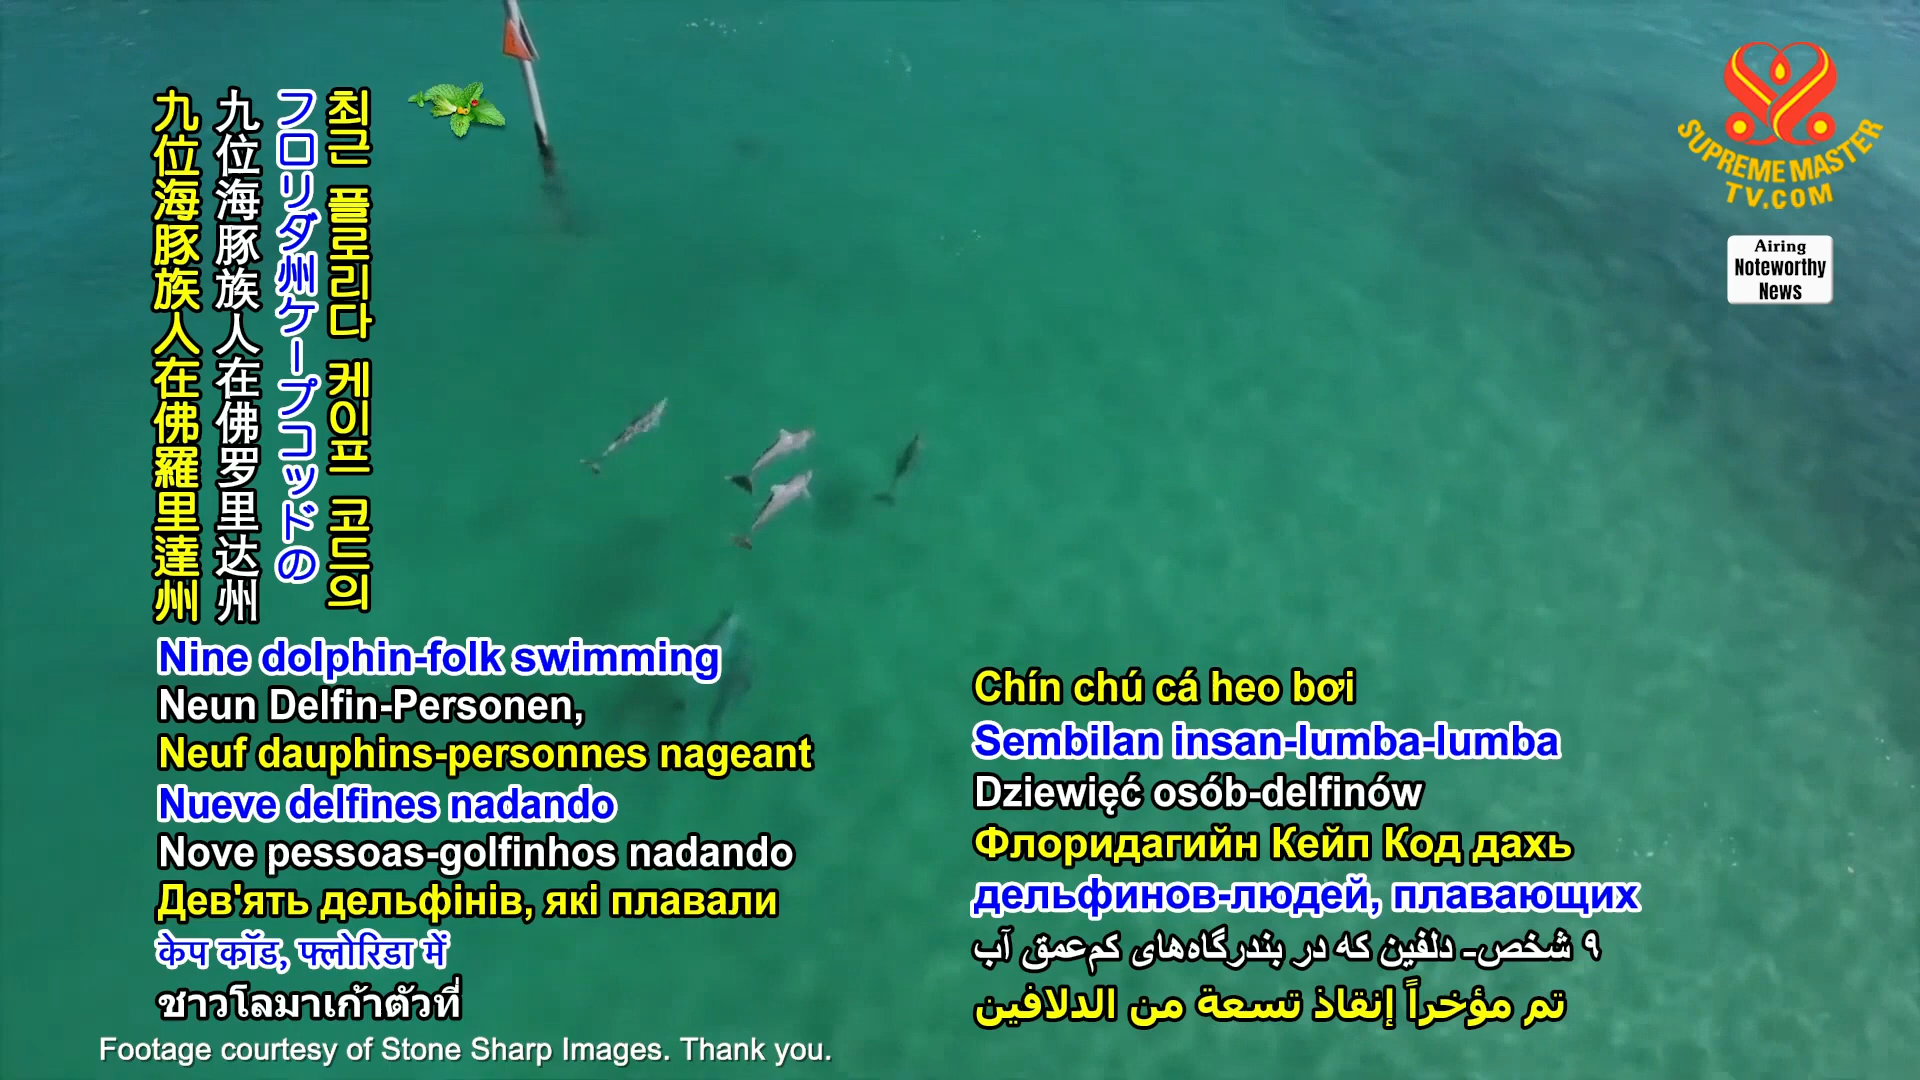 九位海豚族人在佛羅里達州
九位海豚族人在佛罗里达州
フロリダ州ケープコッドの
최근 플로리다 케이프 코드의
SUPREME MASTER
TV.COM
Airing
Noteworthy
News
Nine dolphin-folk swimming
Neun Delfin-Personen,
Neuf dauphins-personnes nageant
Nueve delfines nadando
Nove pessoas-golfinhos nadando
Дев'ять дельфінів, які плавали
केप कॉड, फ्लोरिडा में
ชาวโลมาเก้าตัวที่
Chín chú cá heo bơi
Sembilan insan-lumba-lumba
Dziewięć osób-delfinów
Флоридагийн Кейп Код дахь
дельфинов-людей, плавающих
۹ شخص- دلفین که در بندرگاه‌های کم‌عمق آب
تم مؤخراً إنقاذ تسعة من الدلافين
Footage courtesy of Stone Sharp Images. Thank you.